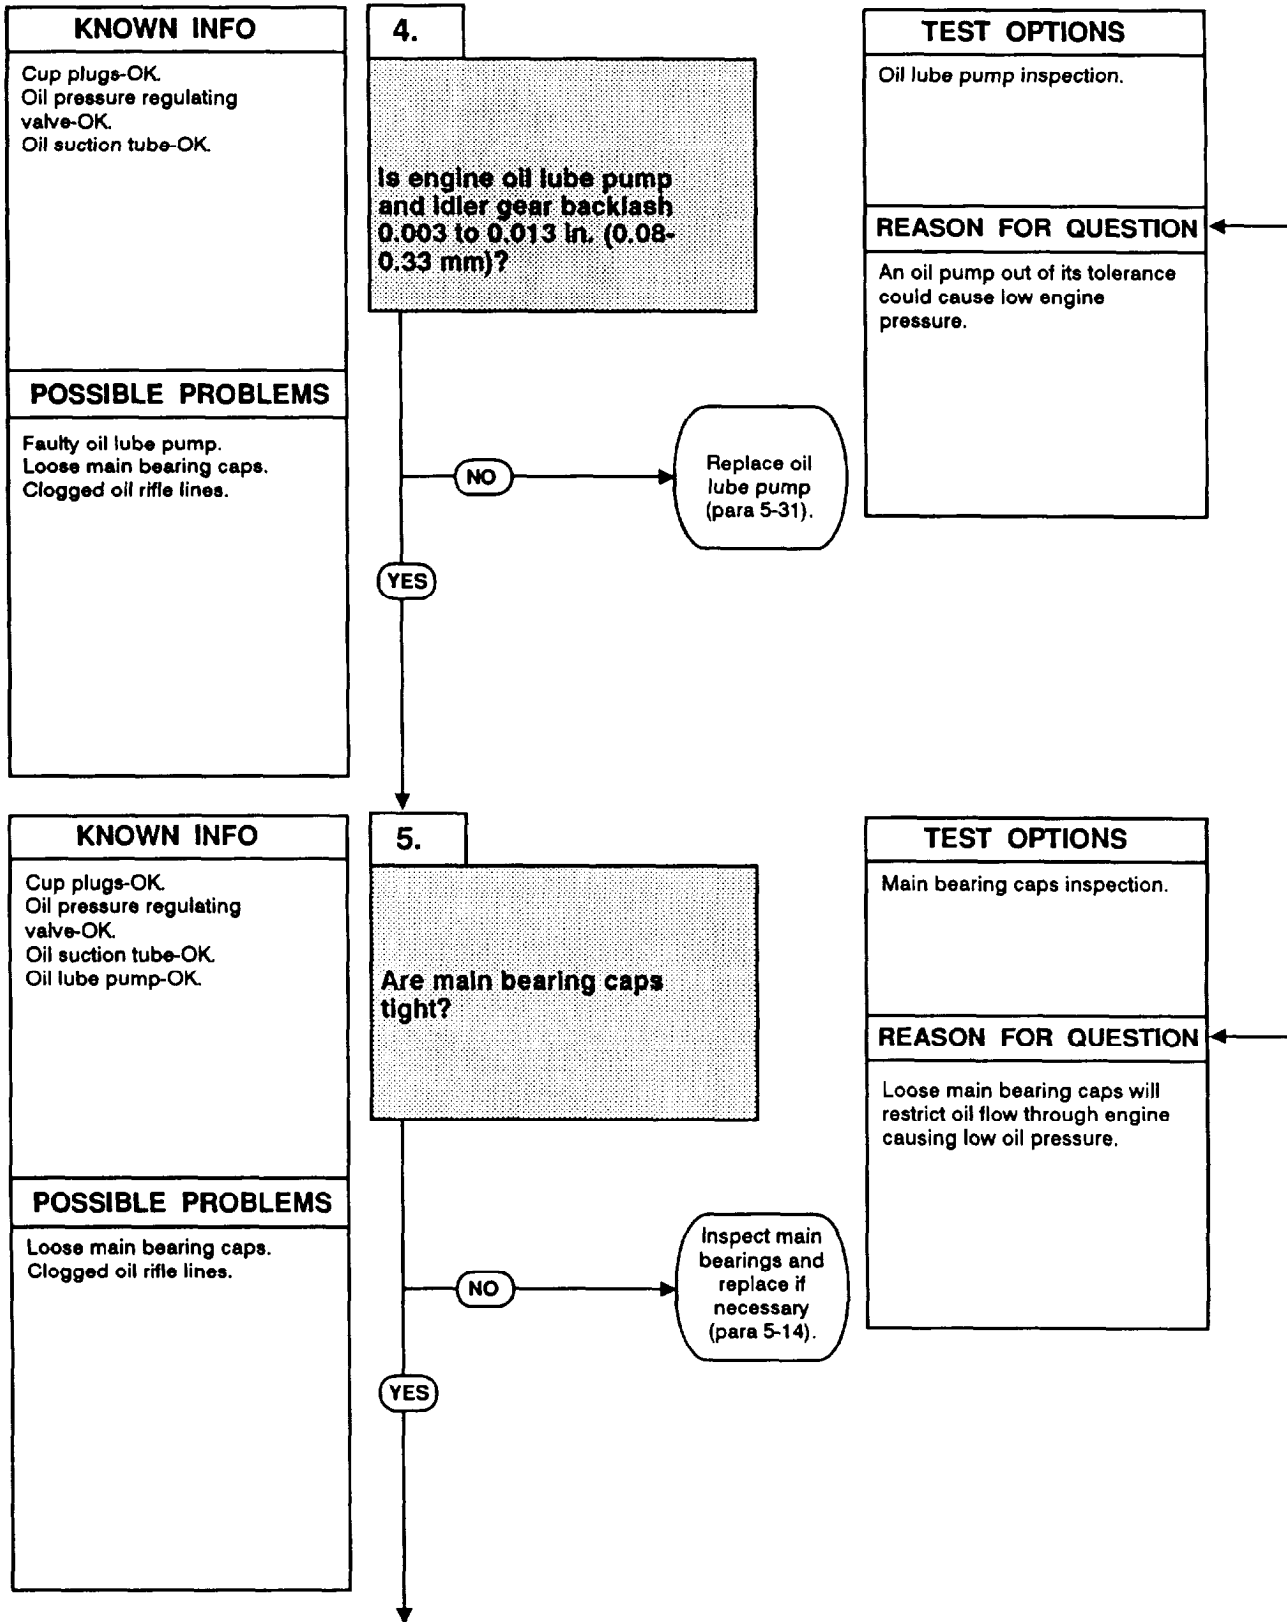 KNOWN INFO
Cup plugs-OK.
Oil pressure regulating
valve-OK.
Oil suction tube-OK.
POSSIBLE PROBLEMS
Faulty oil lube pump.
Loose main bearing caps.
Clogged oil rifle lines.
4.
Is engine oil lube pump
and idler gear backlash
0.003 to 0.013 in. (0.08-
0.33 mm)?
NO
Replace oil
lube pump
(para 5-31).
YES
TEST OPTIONS
Oil lube pump inspection.
REASON FOR QUESTION
An oil pump out of its tolerance
could cause low engine
pressure.
KNOWN INFO
Cup plugs-OK.
Oil pressure regulating
valve-OK.
Oil suction tube-OK.
Oil lube pump-OK.
POSSIBLE PROBLEMS
Loose main bearing caps.
Clogged oil rifle lines.
5.
Are main bearing caps
tight?
NO
Inspect main
bearings and
replace if
necessary
(para 5-14).
YES
TEST OPTIONS
Main bearing caps inspection.
REASON FOR QUESTION
Loose main bearing caps will
restrict oil flow through engine
causing low oil pressure.